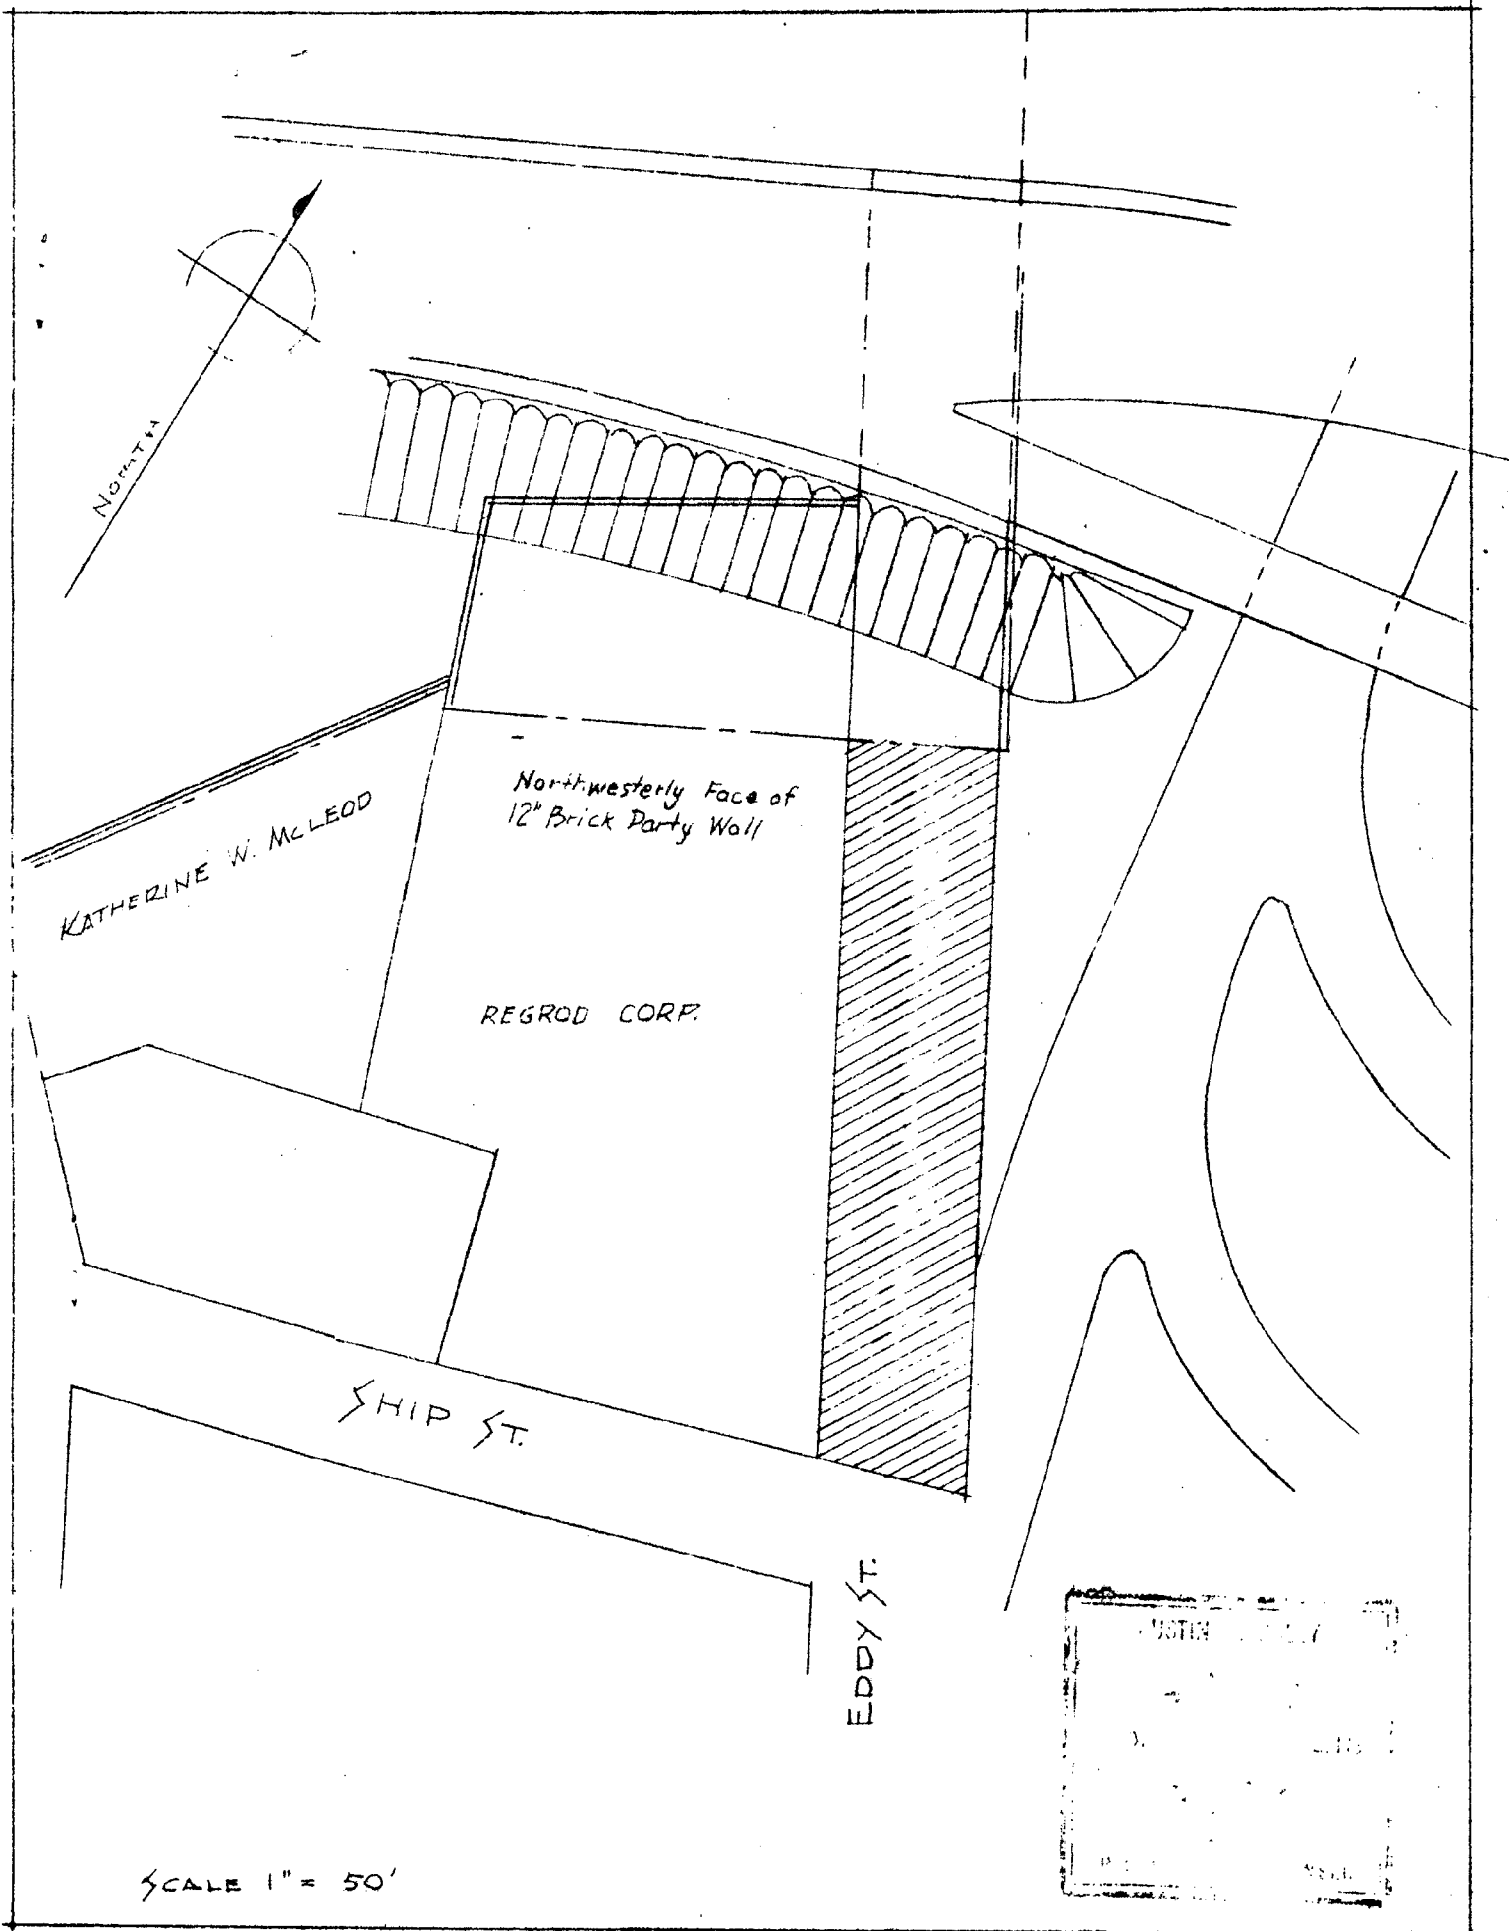 NORTH
Northwesterly Face of
12" Brick Party Wall
KATHERINE W. McLEOD
REGROD CORP.
SHIP ST.
EDDY ST.
SCALE 1" = 50'